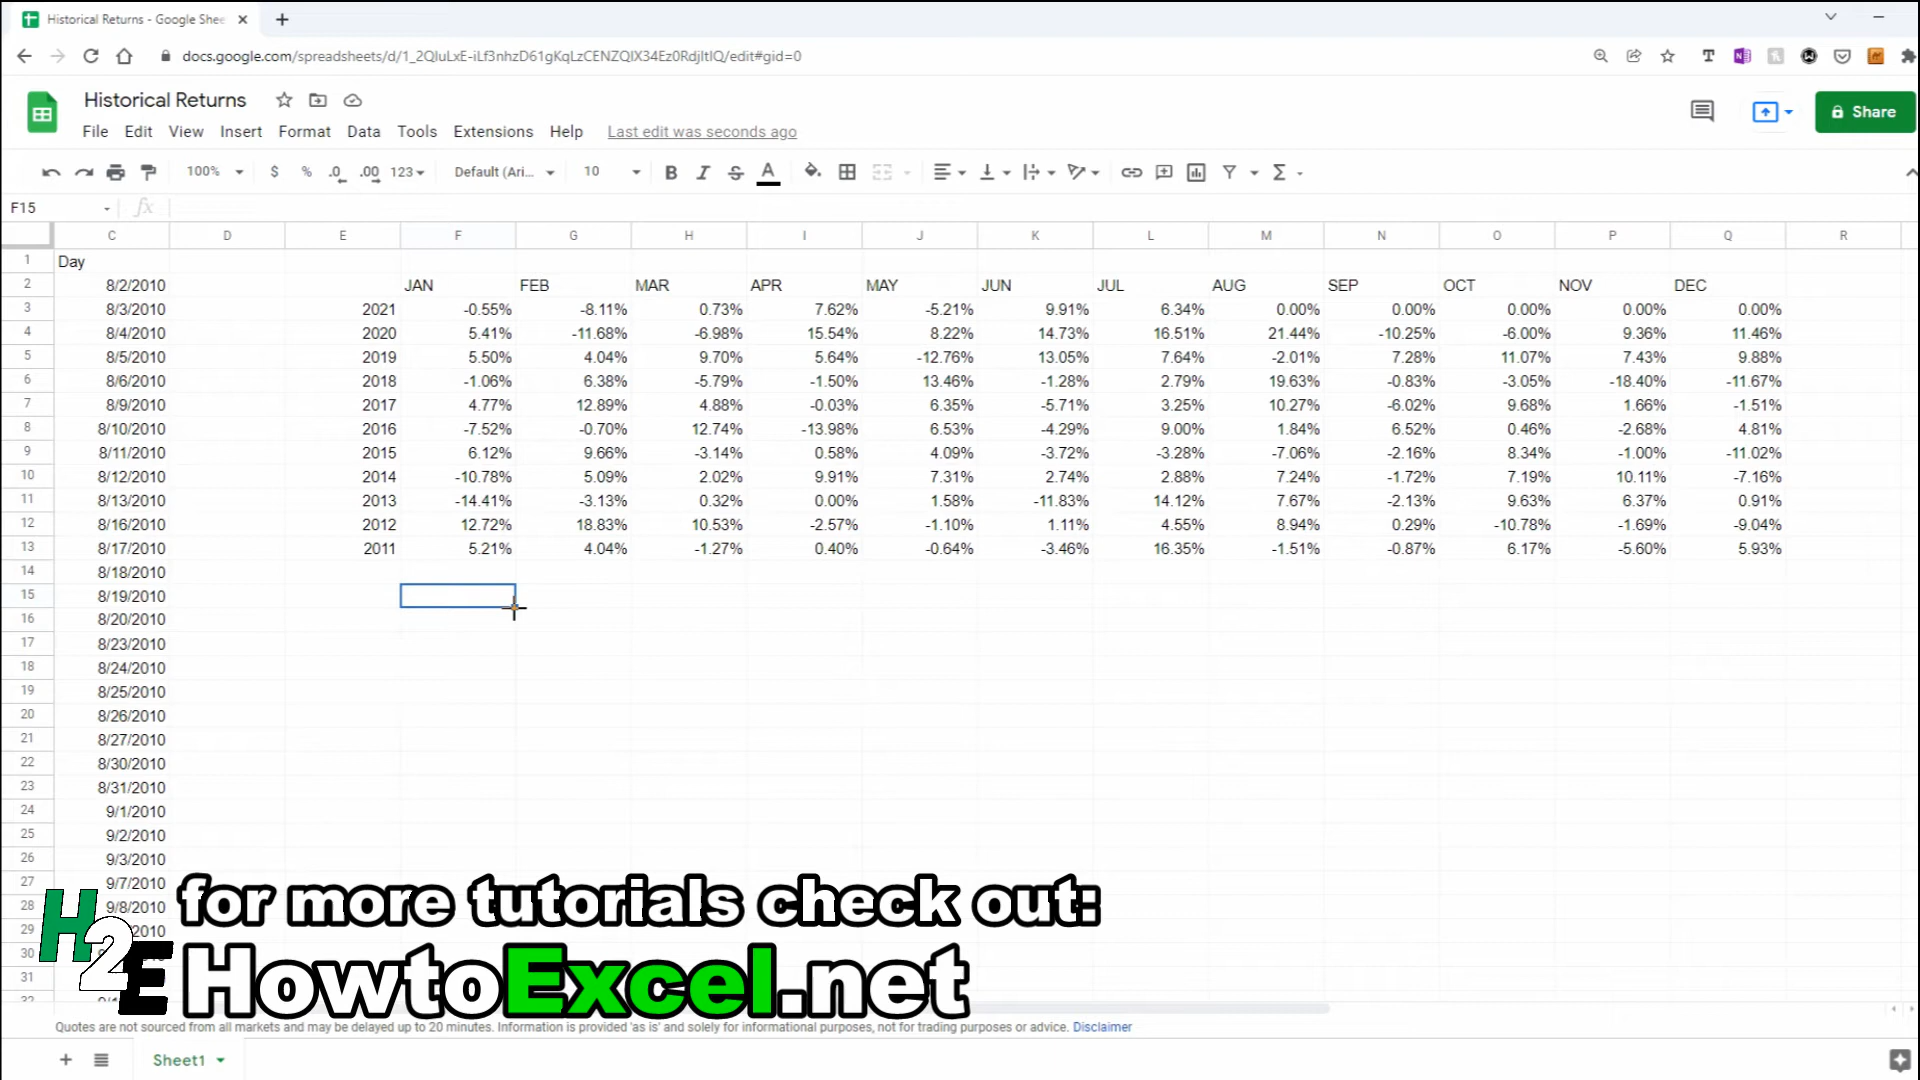 Historical Returns - Google Shee
docs.google.com/spreadsheets/d/1_2QluLxE-iLf3nhzD61gKqLzCENZQIX34Ez0RdjItIQ/edit#gid=0
Historical Returns
File Edit View Insert Format Data Tools Extensions Help Last edit was seconds ago
Share
100% $ % .0 .00 123 Default (Ari... 10 B I S A
F15 fx
C D E F G H I J K L M N O P Q R
1 Day
2 8/2/2010 JAN FEB MAR APR MAY JUN JUL AUG SEP OCT NOV DEC
3 8/3/2010 2021 -0.55% -8.11% 0.73% 7.62% -5.21% 9.91% 6.34% 0.00% 0.00% 0.00% 0.00% 0.00%
4 8/4/2010 2020 5.41% -11.68% -6.98% 15.54% 8.22% 14.73% 16.51% 21.44% -10.25% -6.00% 9.36% 11.46%
5 8/5/2010 2019 5.50% 4.04% 9.70% 5.64% -12.76% 13.05% 7.64% -2.01% 7.28% 11.07% 7.43% 9.88%
6 8/6/2010 2018 -1.06% 6.38% -5.79% -1.50% 13.46% -1.28% 2.79% 19.63% -0.83% -3.05% -18.40% -11.67%
7 8/9/2010 2017 4.77% 12.89% 4.88% -0.03% 6.35% -5.71% 3.25% 10.27% -6.02% 9.68% 1.66% -1.51%
8 8/10/2010 2016 -7.52% -0.70% 12.74% -13.98% 6.53% -4.29% 9.00% 1.84% 6.52% 0.46% -2.68% 4.81%
9 8/11/2010 2015 6.12% 9.66% -3.14% 0.58% 4.09% -3.72% -3.28% -7.06% -2.16% 8.34% -1.00% -11.02%
10 8/12/2010 2014 -10.78% 5.09% 2.02% 9.91% 7.31% 2.74% 2.88% 7.24% -1.72% 7.19% 10.11% -7.16%
11 8/13/2010 2013 -14.41% -3.13% 0.32% 0.00% 1.58% -11.83% 14.12% 7.67% -2.13% 9.63% 6.37% 0.91%
12 8/16/2010 2012 12.72% 18.83% 10.53% -2.57% -1.10% 1.11% 4.55% 8.94% 0.29% -10.78% -1.69% -9.04%
13 8/17/2010 2011 5.21% 4.04% -1.27% 0.40% -0.64% -3.46% 16.35% -1.51% -0.87% 6.17% -5.60% 5.93%
14 8/18/2010
15 8/19/2010
16 8/20/2010
17 8/23/2010
18 8/24/2010
19 8/25/2010
20 8/26/2010
21 8/27/2010
22 8/30/2010
23 8/31/2010
24 9/1/2010
25 9/2/2010
26 9/3/2010
27 9/7/2010
28 9/8/2010
29
30
31
32
H2E
for more tutorials check out:
HowtoExcel.net
Quotes are not sourced from all markets and may be delayed up to 20 minutes. Information is provided 'as is' and solely for informational purposes, not for trading purposes or advice. Disclaimer
Sheet1